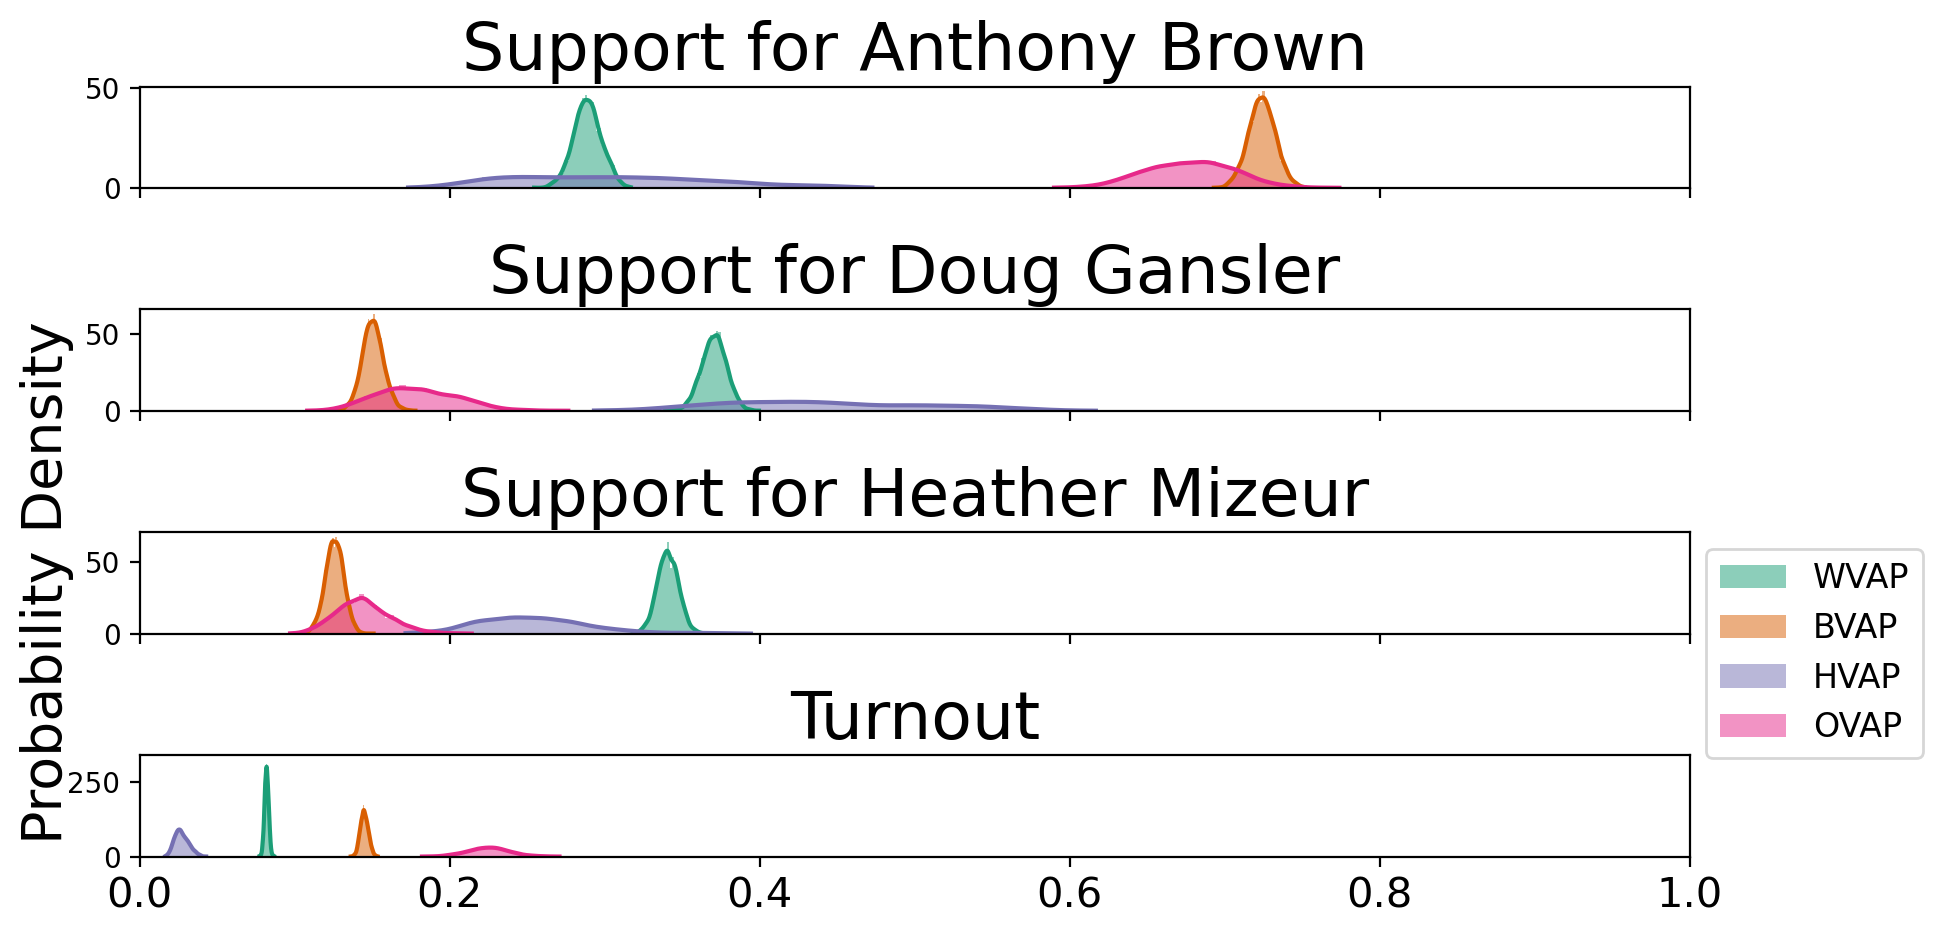 Support for Anthony Brown
50
0
Support for Doug Gansler
50
0
Support for Heather Mizeur
50
0
Turnout
250
0
0.0 0.2 0.4 0.6 0.8 1.0
Probability Density
WVAP
BVAP
HVAP
OVAP